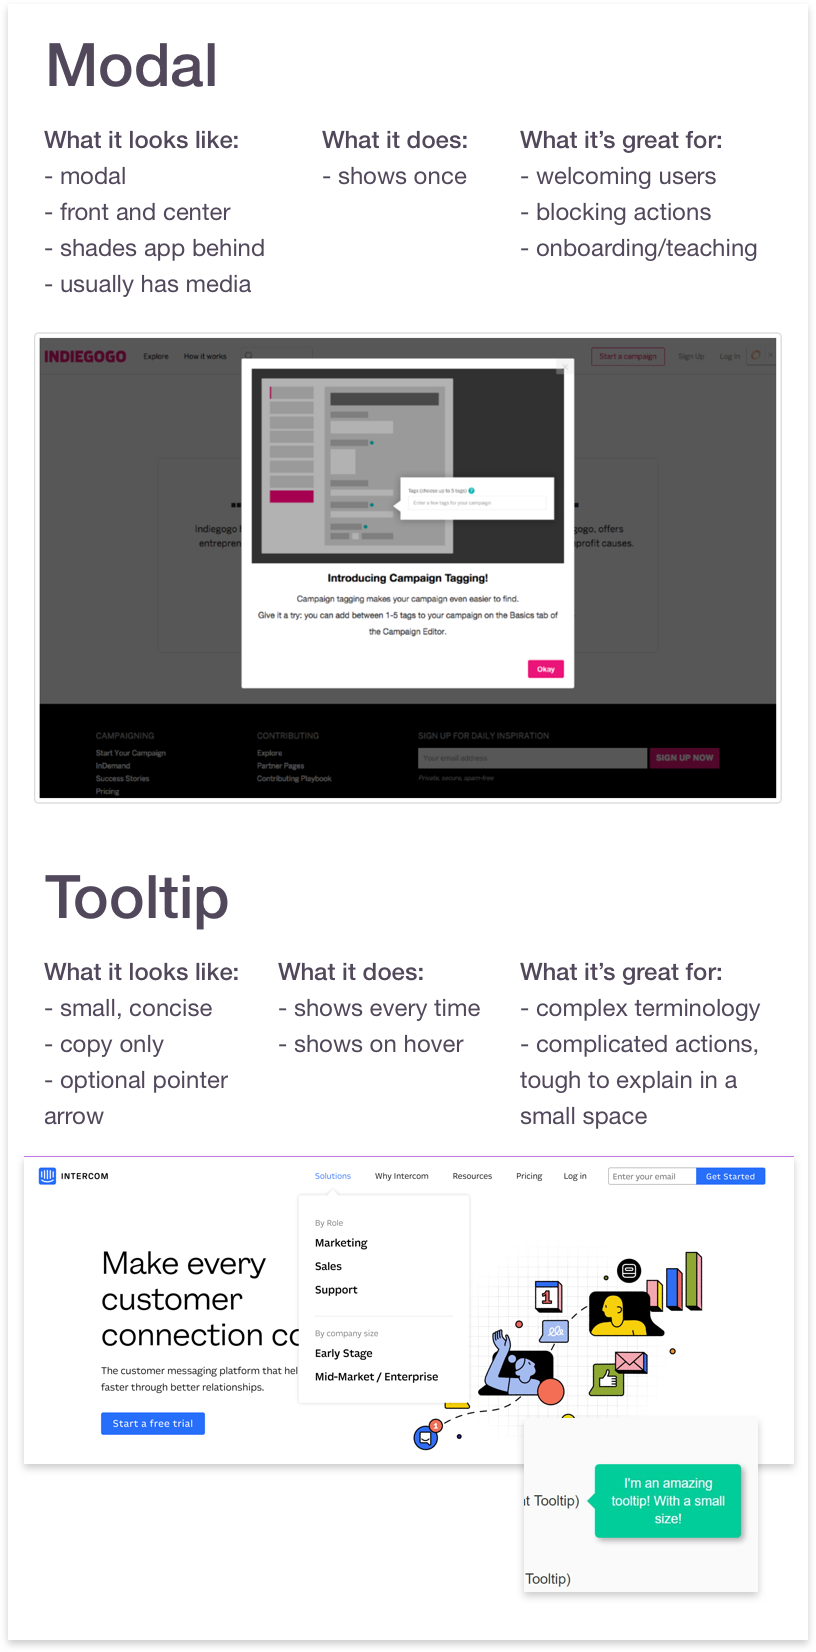 Modal
What it looks like:
- modal
- front and center
- shades app behind
- usually has media
What it does:
- shows once
What it's great for:
- welcoming users
- blocking actions
- onboarding/teaching
INDIEGOGO Explore How it works
Start a campaign Sign Up Log In
Tags (choose up to 5 tags)
Enter a few tags for your campaign
Indiegogo
entrepren
gogo, offers
profit causes.
Introducing Campaign Tagging!
Campaign tagging makes your campaign even easier to find.
Give it a try: you can add between 1-5 tags to your campaign on the Basics tab of
the Campaign Editor.
Okay
CAMPAIGNING
Start Your Campaign
InDemand
Success Stories
Pricing
CONTRIBUTING
Explore
Partner Pages
Contributing Playbook
SIGN UP FOR DAILY INSPIRATION
Your email address SIGN UP NOW
Private, secure, spam-free
Tooltip
What it looks like:
- small, concise
- copy only
- optional pointer
arrow
What it does:
- shows every time
- shows on hover
What it's great for:
- complex terminology
- complicated actions,
tough to explain in a
small space
INTERCOM Solutions Why Intercom Resources Pricing Log in Enter your email Get Started
By Role
Marketing
Sales
Support
By company size
Early Stage
Mid-Market / Enterprise
Make every
customer
connection co
The customer messaging platform that hel
faster through better relationships.
Start a free trial
1
1
t Tooltip)
I'm an amazing
tooltip! With a small
size!
Tooltip)